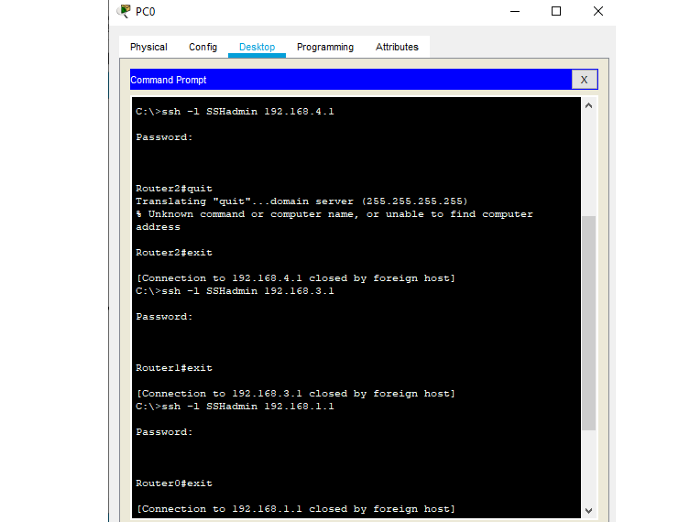 PC0
Physical Config Desktop Programming Attributes
Command Prompt X
C:\>ssh -l SSHadmin 192.168.4.1
Password:
Router2#quit
Translating "quit"...domain server (255.255.255.255)
% Unknown command or computer name, or unable to find computer
address
Router2#exit
[Connection to 192.168.4.1 closed by foreign host]
C:\>ssh -l SSHadmin 192.168.3.1
Password:
Router1#exit
[Connection to 192.168.3.1 closed by foreign host]
C:\>ssh -l SSHadmin 192.168.1.1
Password:
Router0#exit
[Connection to 192.168.1.1 closed by foreign host]